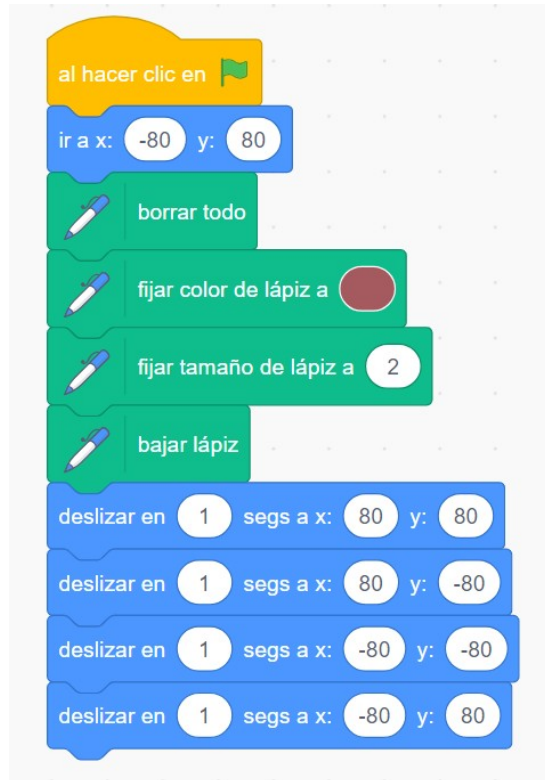 al hacer clic en
ir a x: -80 y: 80
borrar todo
fijar color de lápiz a
fijar tamaño de lápiz a 2
bajar lápiz
deslizar en 1 segs a x: 80 y: 80
deslizar en 1 segs a x: 80 y: -80
deslizar en 1 segs a x: -80 y: -80
deslizar en 1 segs a x: -80 y: 80